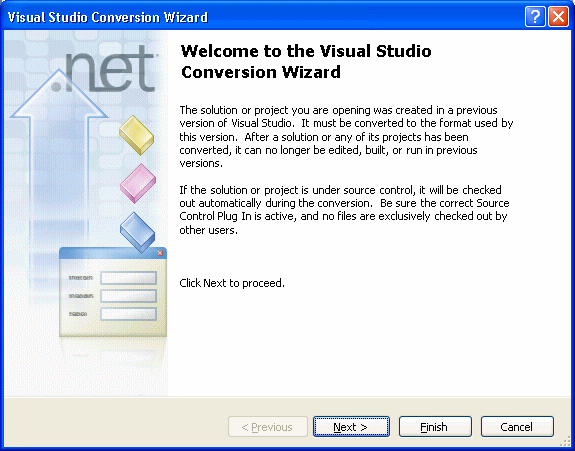 Visual Studio Conversion Wizard
.net
Welcome to the Visual Studio
Conversion Wizard
The solution or project you are opening was created in a previous
version of Visual Studio.  It must be converted to the format used by
this version.  After a solution or any of its projects has been
converted, it can no longer be edited, built, or run in previous
versions.
If the solution or project is under source control, it will be checked
out automatically during the conversion.  Be sure the correct Source
Control Plug In is active, and no files are exclusively checked out by
other users.
Click Next to proceed.
< Previous
Next >
Finish
Cancel